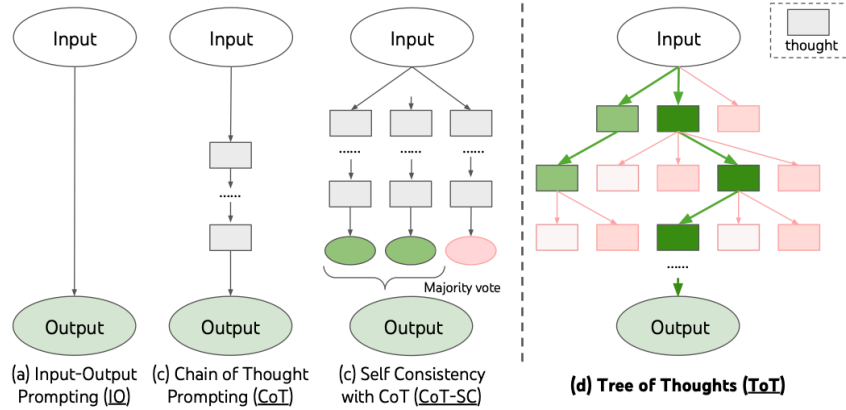 Input
Input
Input
Input
thought
......
......
......
......
......
Majority vote
Output
Output
Output
Output
(a) Input-Output
Prompting (IO)
(c) Chain of Thought
Prompting (CoT)
(c) Self Consistency
with CoT (CoT-SC)
(d) Tree of Thoughts (ToT)